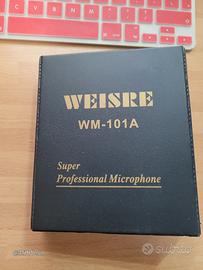 WEISRE
WM-101A
Super
Professional Microphone
subito